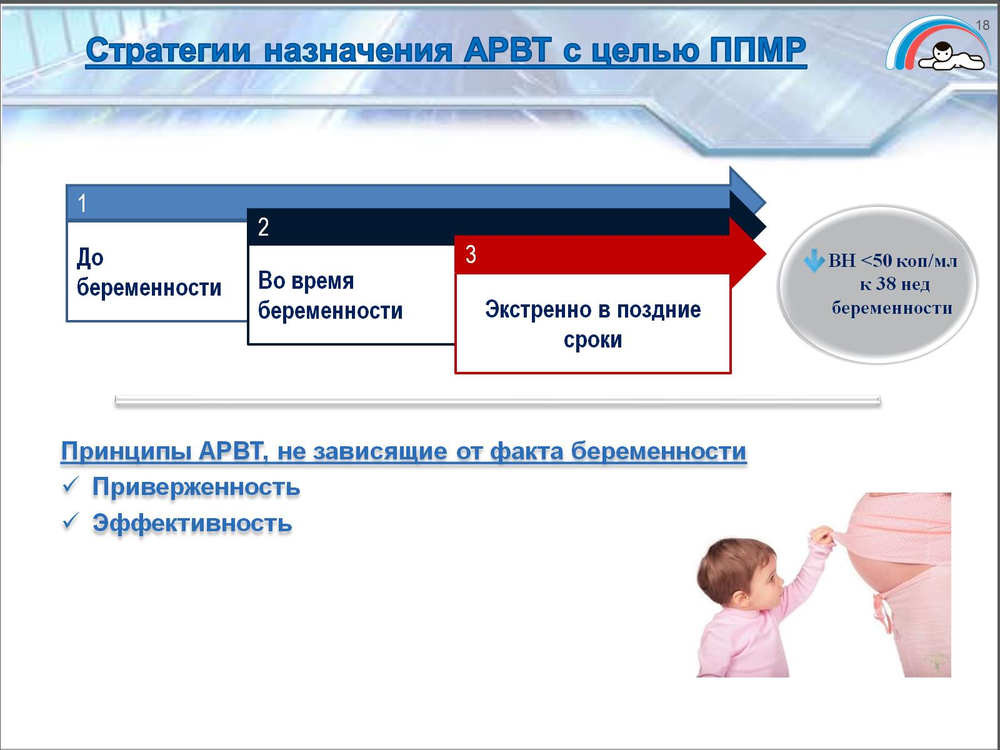 18
Стратегии назначения АРВТ с целью ППМР
1
До
беременности
2
Во время
беременности
3
Экстренно в поздние
сроки
ВН <50 коп/мл
к 38 нед
беременности
Принципы АРВТ, не зависящие от факта беременности
✓ Приверженность
✓ Эффективность